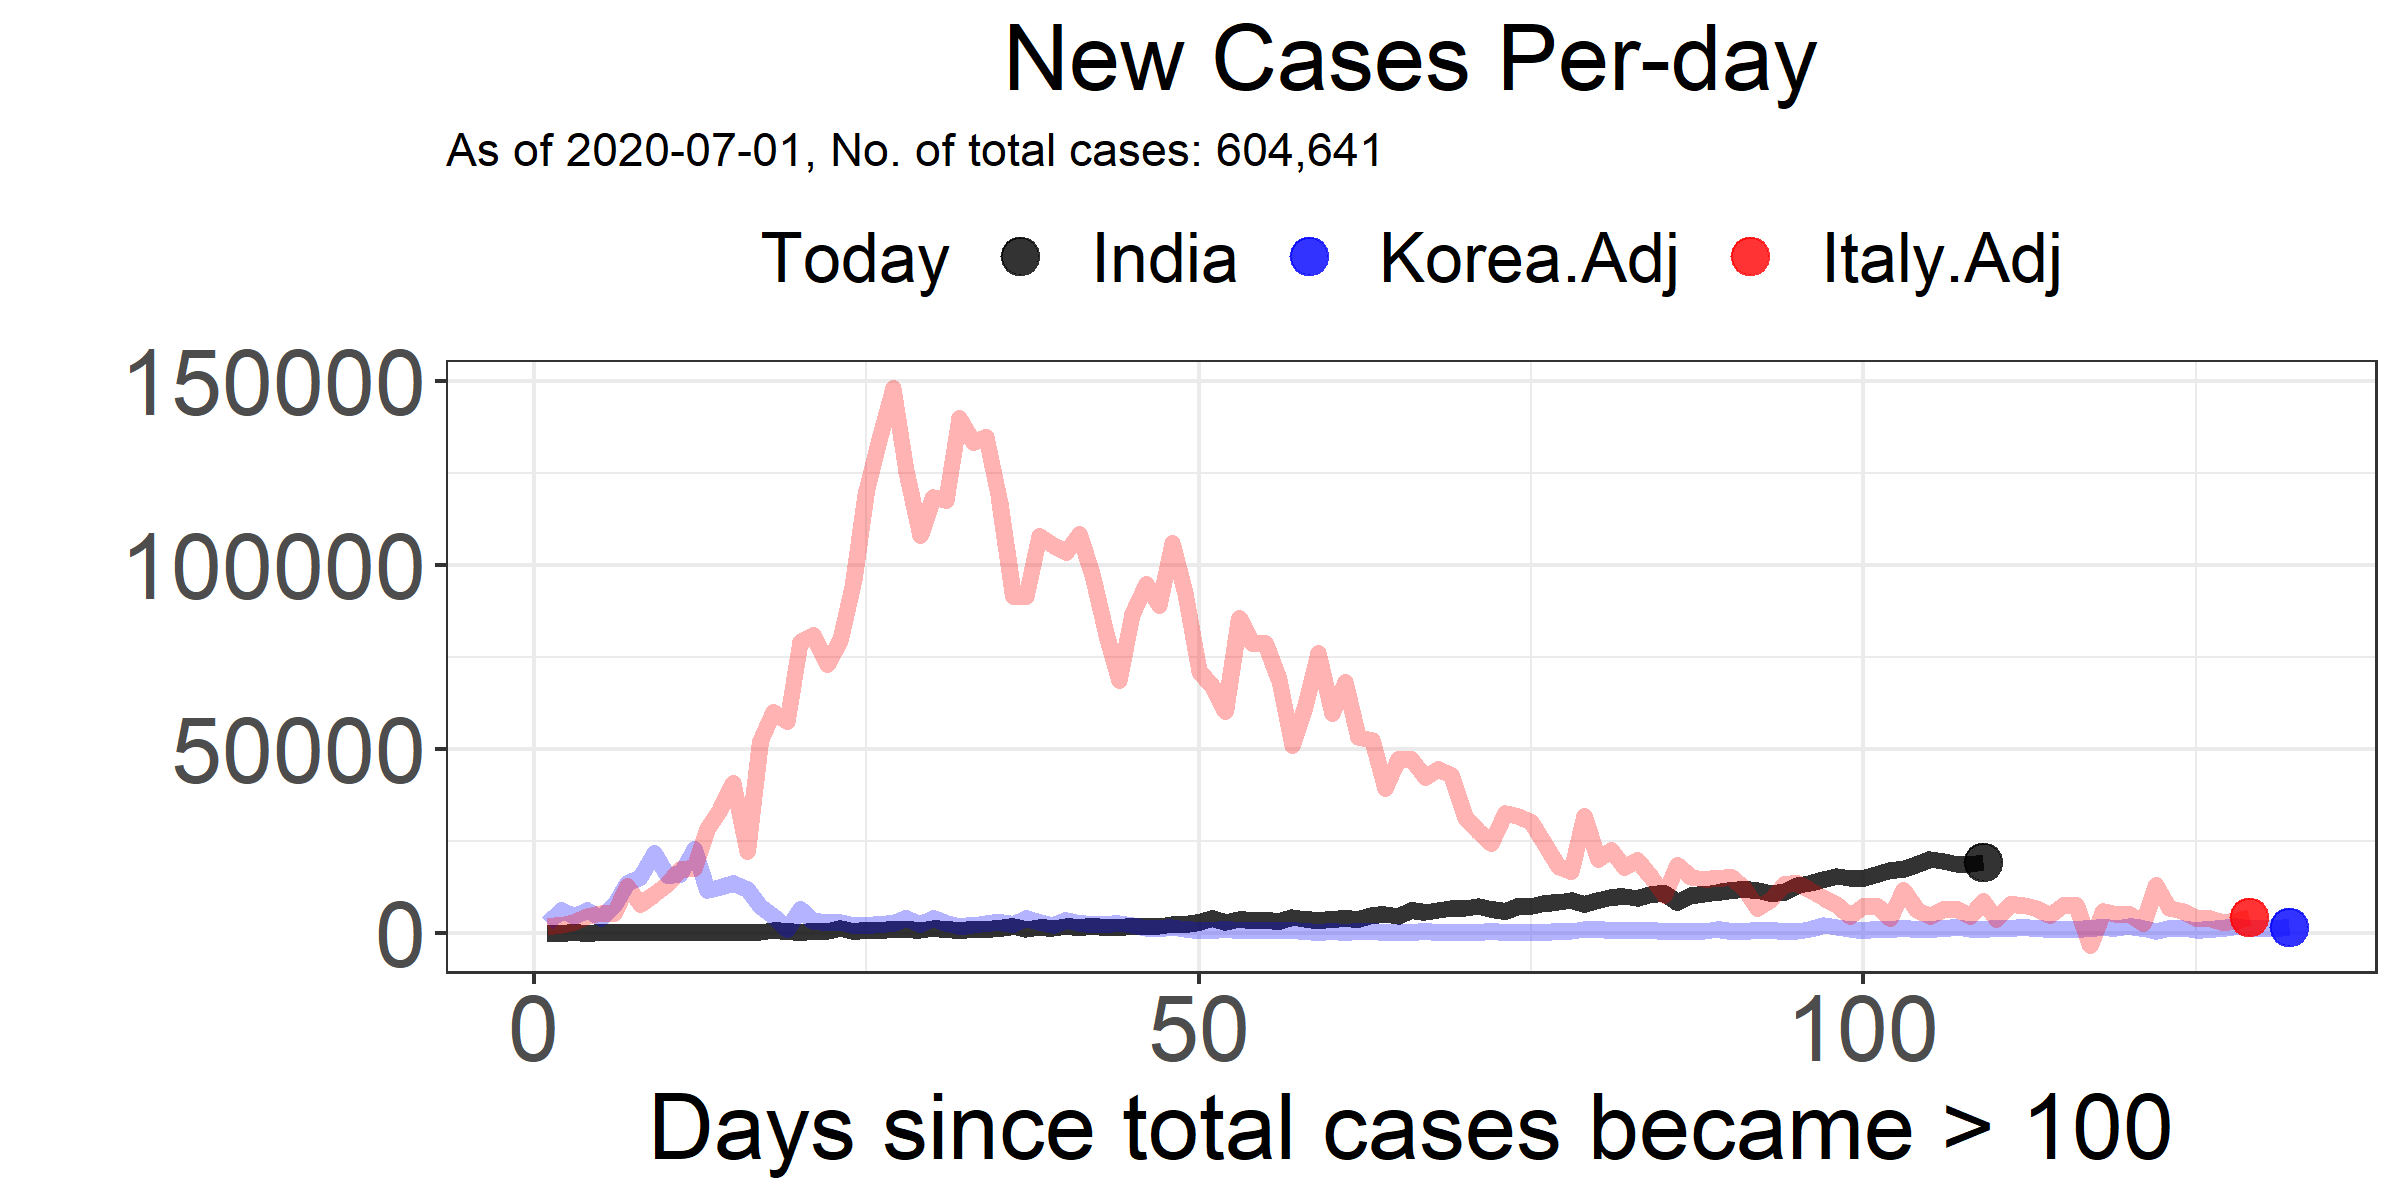 New Cases Per-day
As of 2020-07-01, No. of total cases: 604,641
Today India Korea.Adj Italy.Adj
150000
100000
50000
0
0 50 100
Days since total cases became > 100